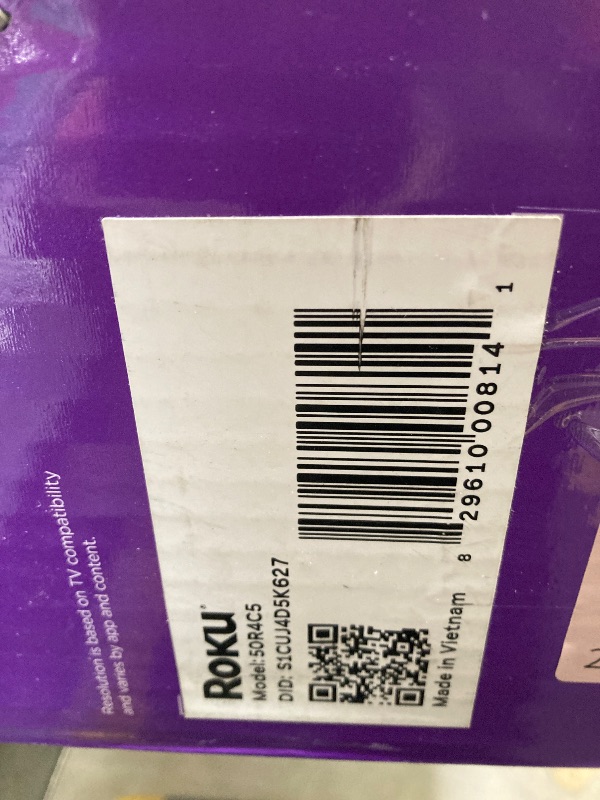 Resolution is based on TV compatibility
and varies by app and content.
ROKU
Model: 50R4C5
DID: S1CUJ4D5K627
Made in Vietnam
8 29610 00814 1